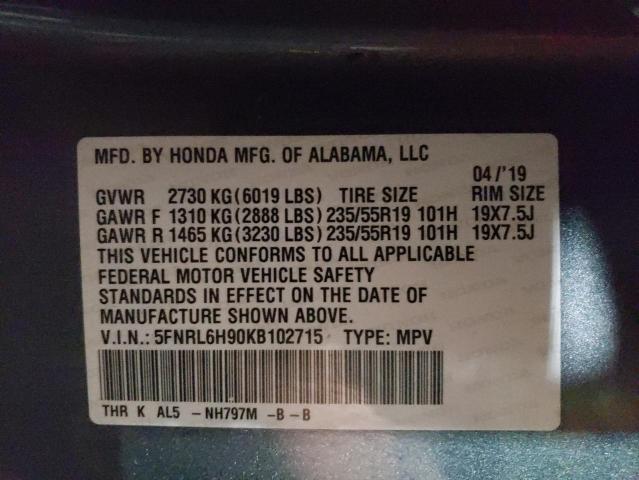 MFD. BY HONDA MFG. OF ALABAMA, LLC
04/'19
GVWR 2730 KG(6019 LBS) TIRE SIZE RIM SIZE
GAWR F 1310 KG(2888 LBS) 235/55R19 101H 19X7.5J
GAWR R 1465 KG(3230 LBS) 235/55R19 101H 19X7.5J
THIS VEHICLE CONFORMS TO ALL APPLICABLE
FEDERAL MOTOR VEHICLE SAFETY
STANDARDS IN EFFECT ON THE DATE OF
MANUFACTURE SHOWN ABOVE.
V.I.N.: 5FNRL6H90KB102715 TYPE: MPV
THR K AL5 -NH797M -B-B